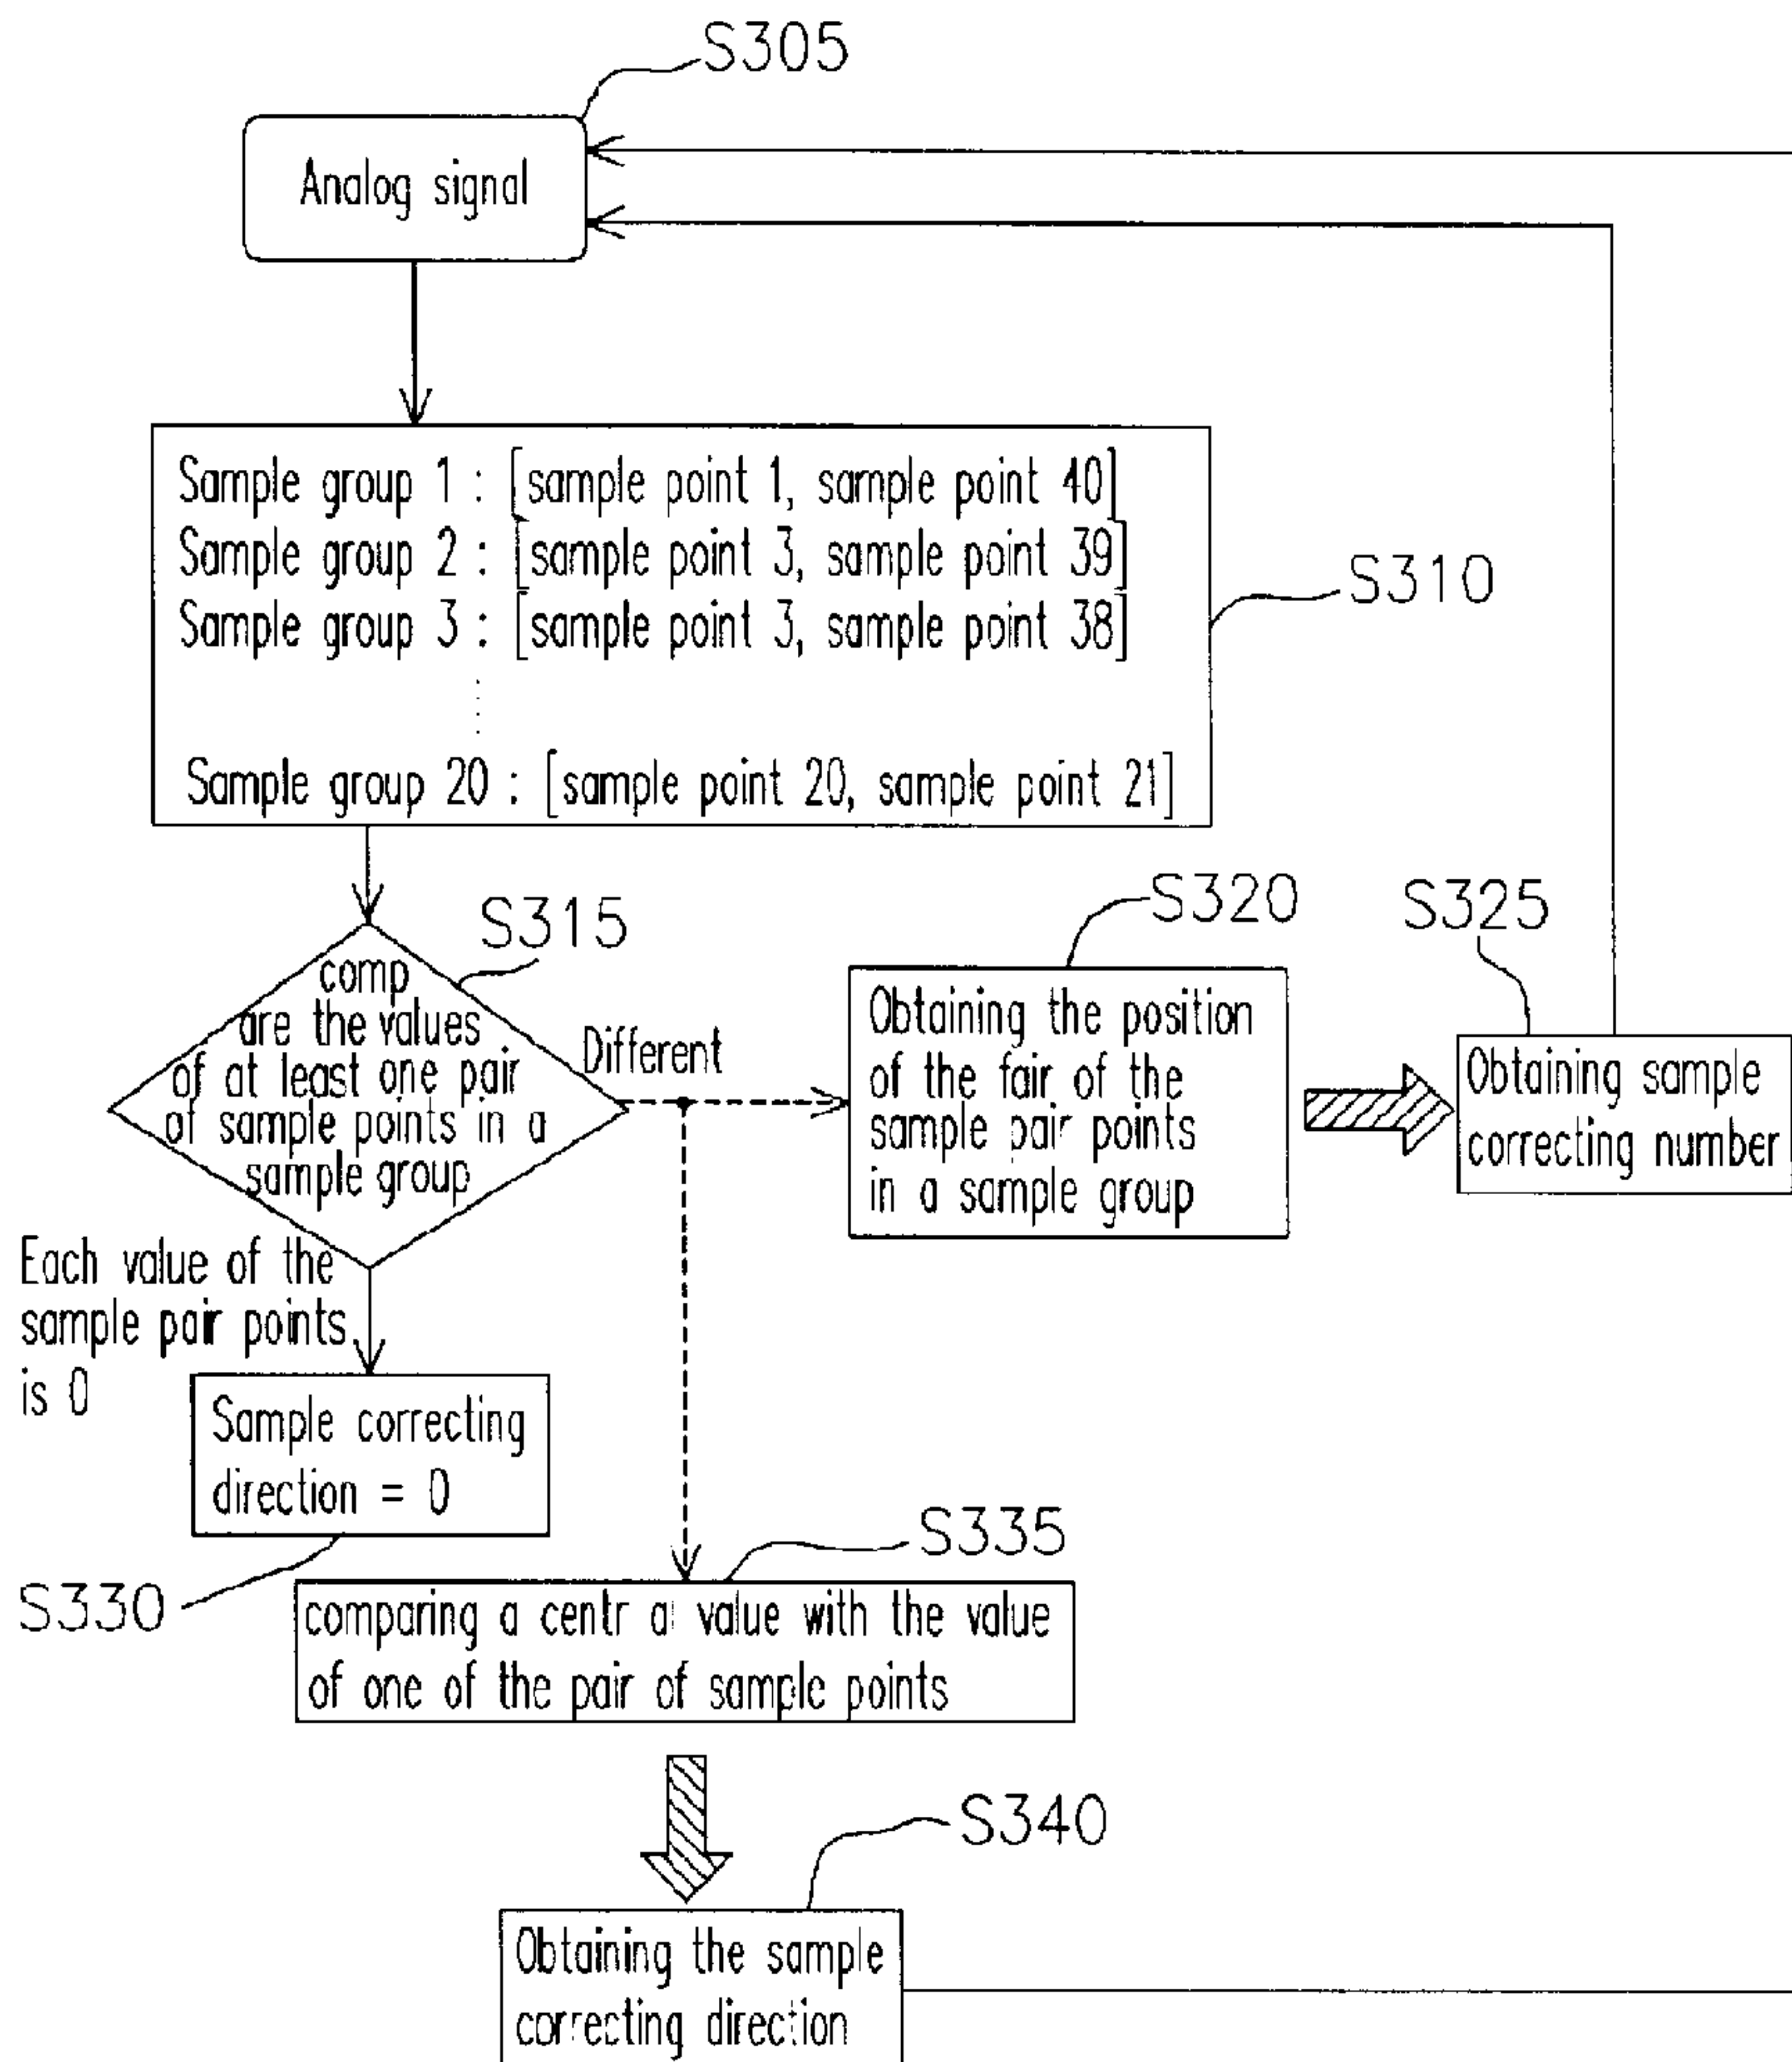 S305
Analog signal
Sample group 1 : [sample point 1, sample point 40]
Sample group 2 : [sample point 3, sample point 39]
Sample group 3 : [sample point 3, sample point 38]
Sample group 20 : [sample point 20, sample point 21]
S310
S315
comp
are the values
of at least one pair
of sample points in a
sample group
Different
S320
Obtaining the position
of the fair of the
sample pair points
in a sample group
S325
Obtaining sample
correcting number
Each value of the
sample pair points
is 0
Sample correcting
direction = 0
S330
S335
comparing a centr al value with the value
of one of the pair of sample points
S340
Obtaining the sample
correcting direction